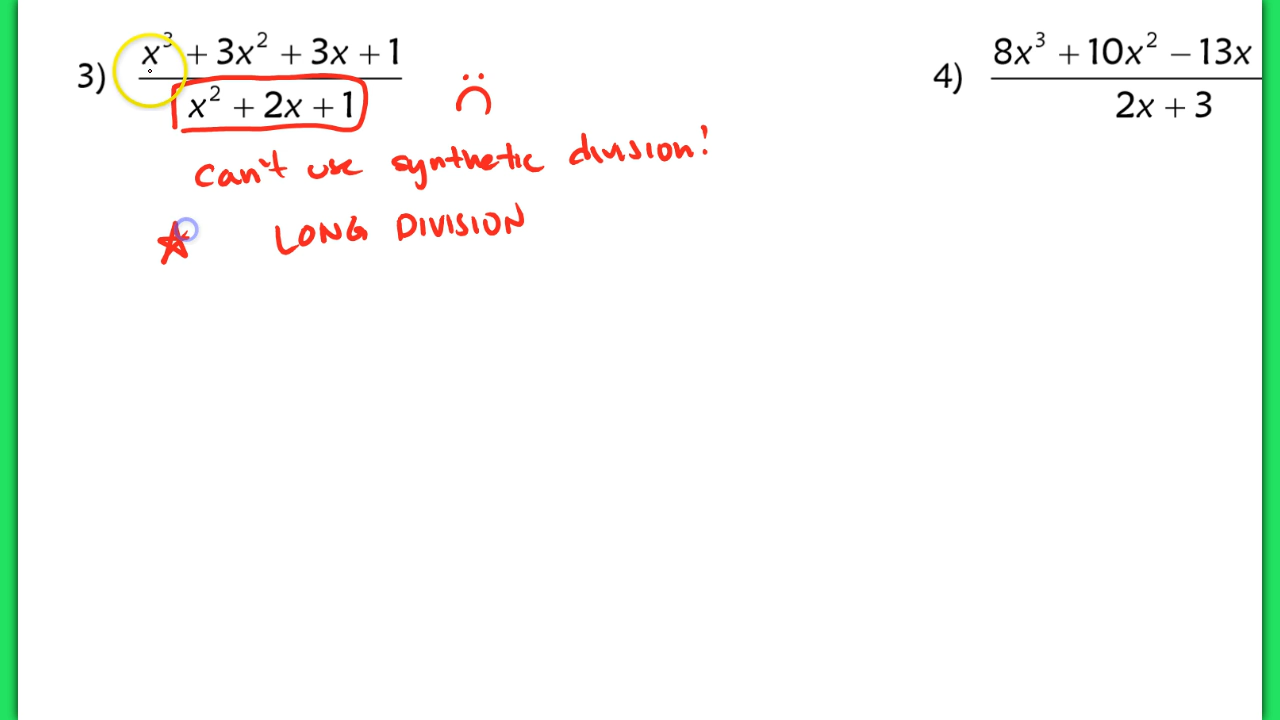 3) x³ + 3x² + 3x + 1
x² + 2x + 1
can't use synthetic division!
LONG DIVISION
4) 8x³ + 10x² − 13x
2x + 3